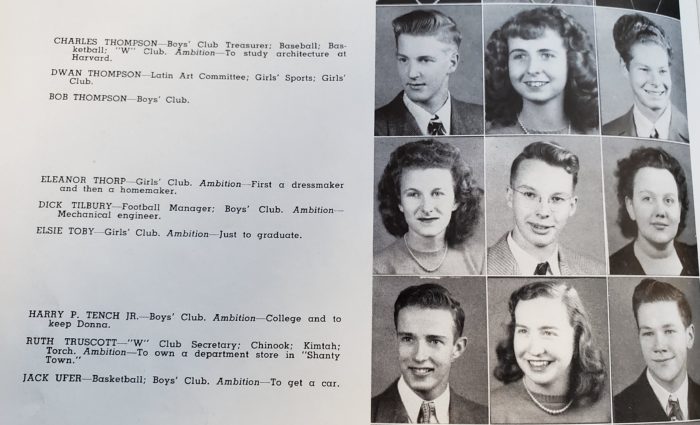 CHARLES THOMPSON—Boys' Club Treasurer; Baseball; Bas-
ketball; "W" Club. Ambition—To study architecture at
Harvard.
DWAN THOMPSON—Latin Art Committee; Girls' Sports; Girls'
Club.
BOB THOMPSON—Boys' Club.
ELEANOR THORP—Girls' Club. Ambition—First a dressmaker
and then a homemaker.
DICK TILBURY—Football Manager; Boys' Club. Ambition—
Mechanical engineer.
ELSIE TOBY—Girls' Club. Ambition—Just to graduate.
HARRY P. TENCH JR.—Boys' Club. Ambition—College and to
keep Donna.
RUTH TRUSCOTT—"W" Club Secretary; Chinook; Kimtah;
Torch. Ambition—To own a department store in "Shanty
Town."
JACK UFER—Basketball; Boys' Club. Ambition—To get a car.